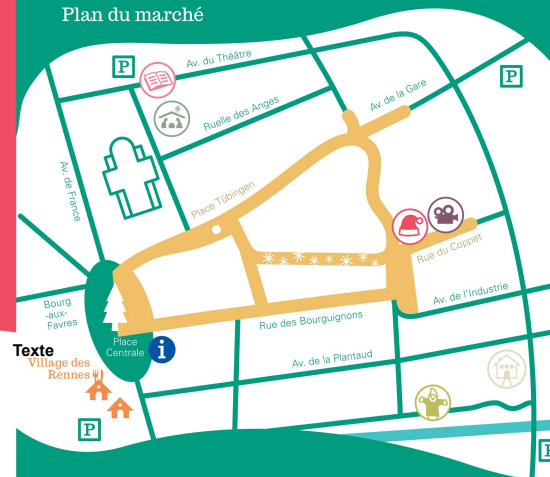 Plan du marché
P
Av. du Théâtre
P
Ruelle des Anges
Av. de la Gare
Av. de France
Place Tübingen
Rue du Coppet
Bourg
-aux-
Favres
Av. de l'Industrie
Rue des Bourguignons
Place
Centrale
i
Texte
Village des
Rennes
Av. de la Plantaud
P
P